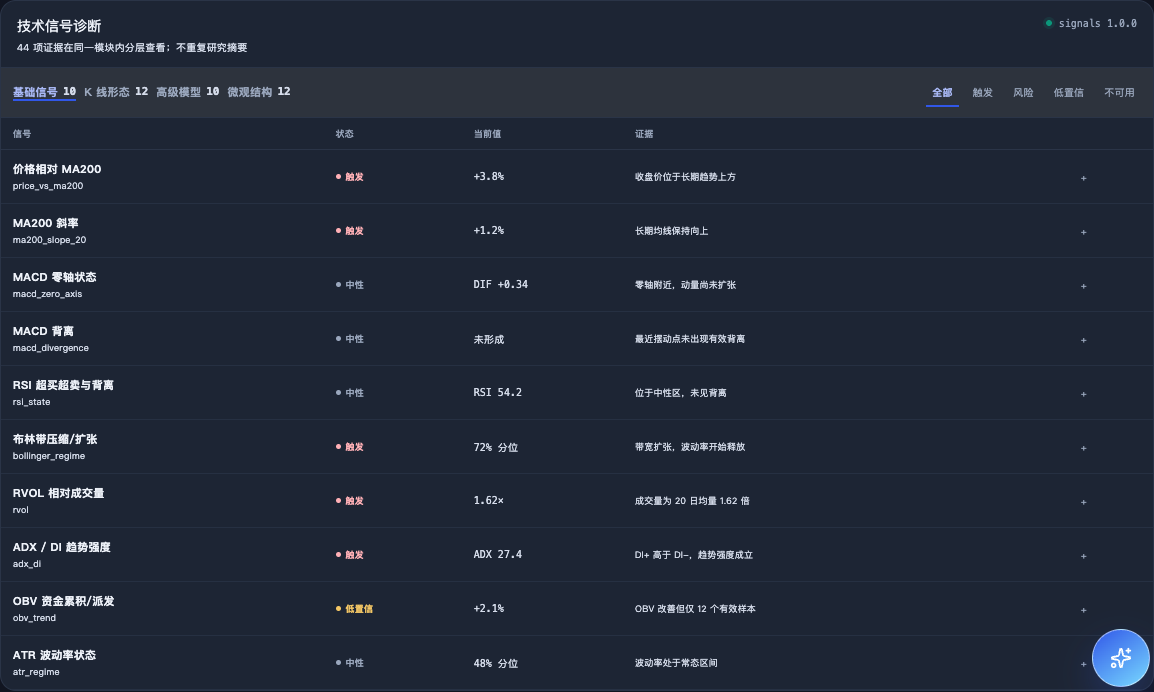 技术信号诊断
signals 1.0.0
44 项证据在同一模块内分层查看；不重复研究摘要
基础信号 10 K 线形态 12 高级模型 10 微观结构 12
全部 触发 风险 低置信 不可用
信号 状态 当前值 证据
价格相对 MA200
price_vs_ma200
触发 +3.8% 收盘价位于长期趋势上方 +
MA200 斜率
ma200_slope_20
触发 +1.2% 长期均线保持向上 +
MACD 零轴状态
macd_zero_axis
中性 DIF +0.34 零轴附近，动量尚未扩张 +
MACD 背离
macd_divergence
中性 未形成 最近摆动点未出现有效背离 +
RSI 超买超卖与背离
rsi_state
中性 RSI 54.2 位于中性区，未见背离 +
布林带压缩/扩张
bollinger_regime
触发 72% 分位 带宽扩张，波动率开始释放 +
RVOL 相对成交量
rvol
触发 1.62× 成交量为 20 日均量 1.62 倍 +
ADX / DI 趋势强度
adx_di
触发 ADX 27.4 DI+ 高于 DI−，趋势强度成立 +
OBV 资金累积/派发
obv_trend
低置信 +2.1% OBV 改善但仅 12 个有效样本 +
ATR 波动率状态
atr_regime
中性 48% 分位 波动率处于常态区间 +